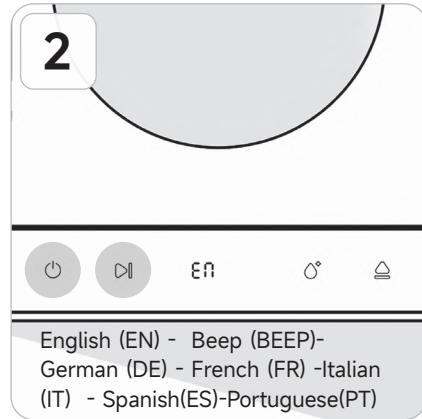 2
En
English (EN) - Beep (BEEP)-
German (DE) - French (FR) -Italian
(IT) - Spanish(ES)-Portuguese(PT)